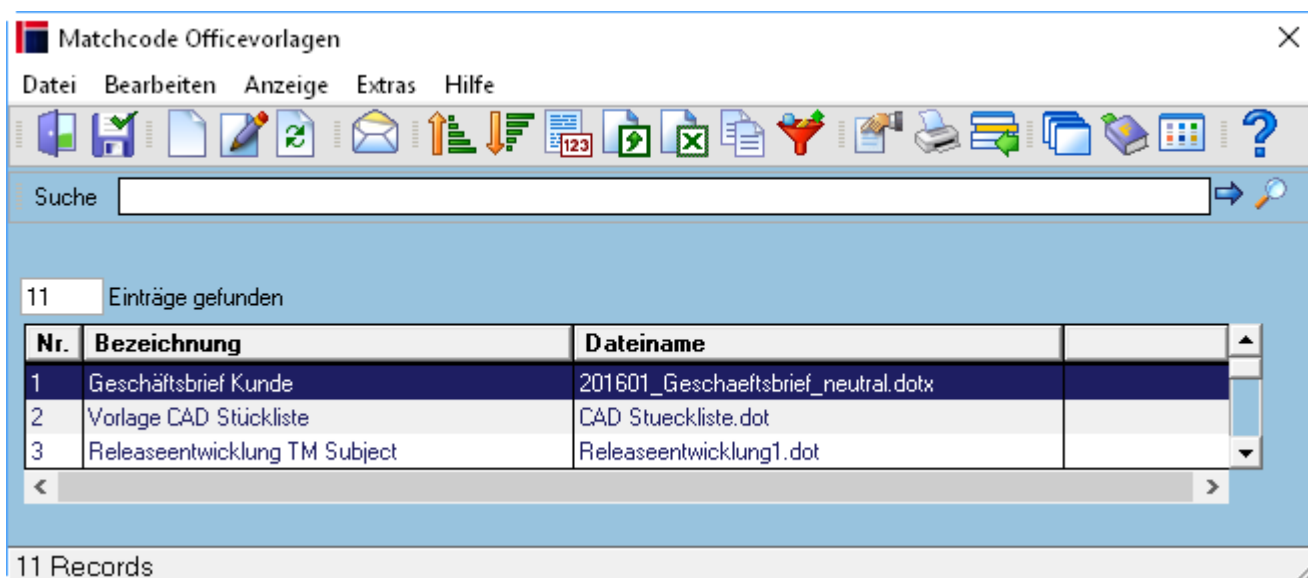 Matchcode Officevorlagen
Datei Bearbeiten Anzeige Extras Hilfe
123
Suche
11 Einträge gefunden
Nr. Bezeichnung Dateiname
1 Geschäftsbrief Kunde 201601_Geschaeftsbrief_neutral.dotx
2 Vorlage CAD Stückliste CAD Stueckliste.dot
3 Releaseentwicklung TM Subject Releaseentwicklung1.dot
11 Records